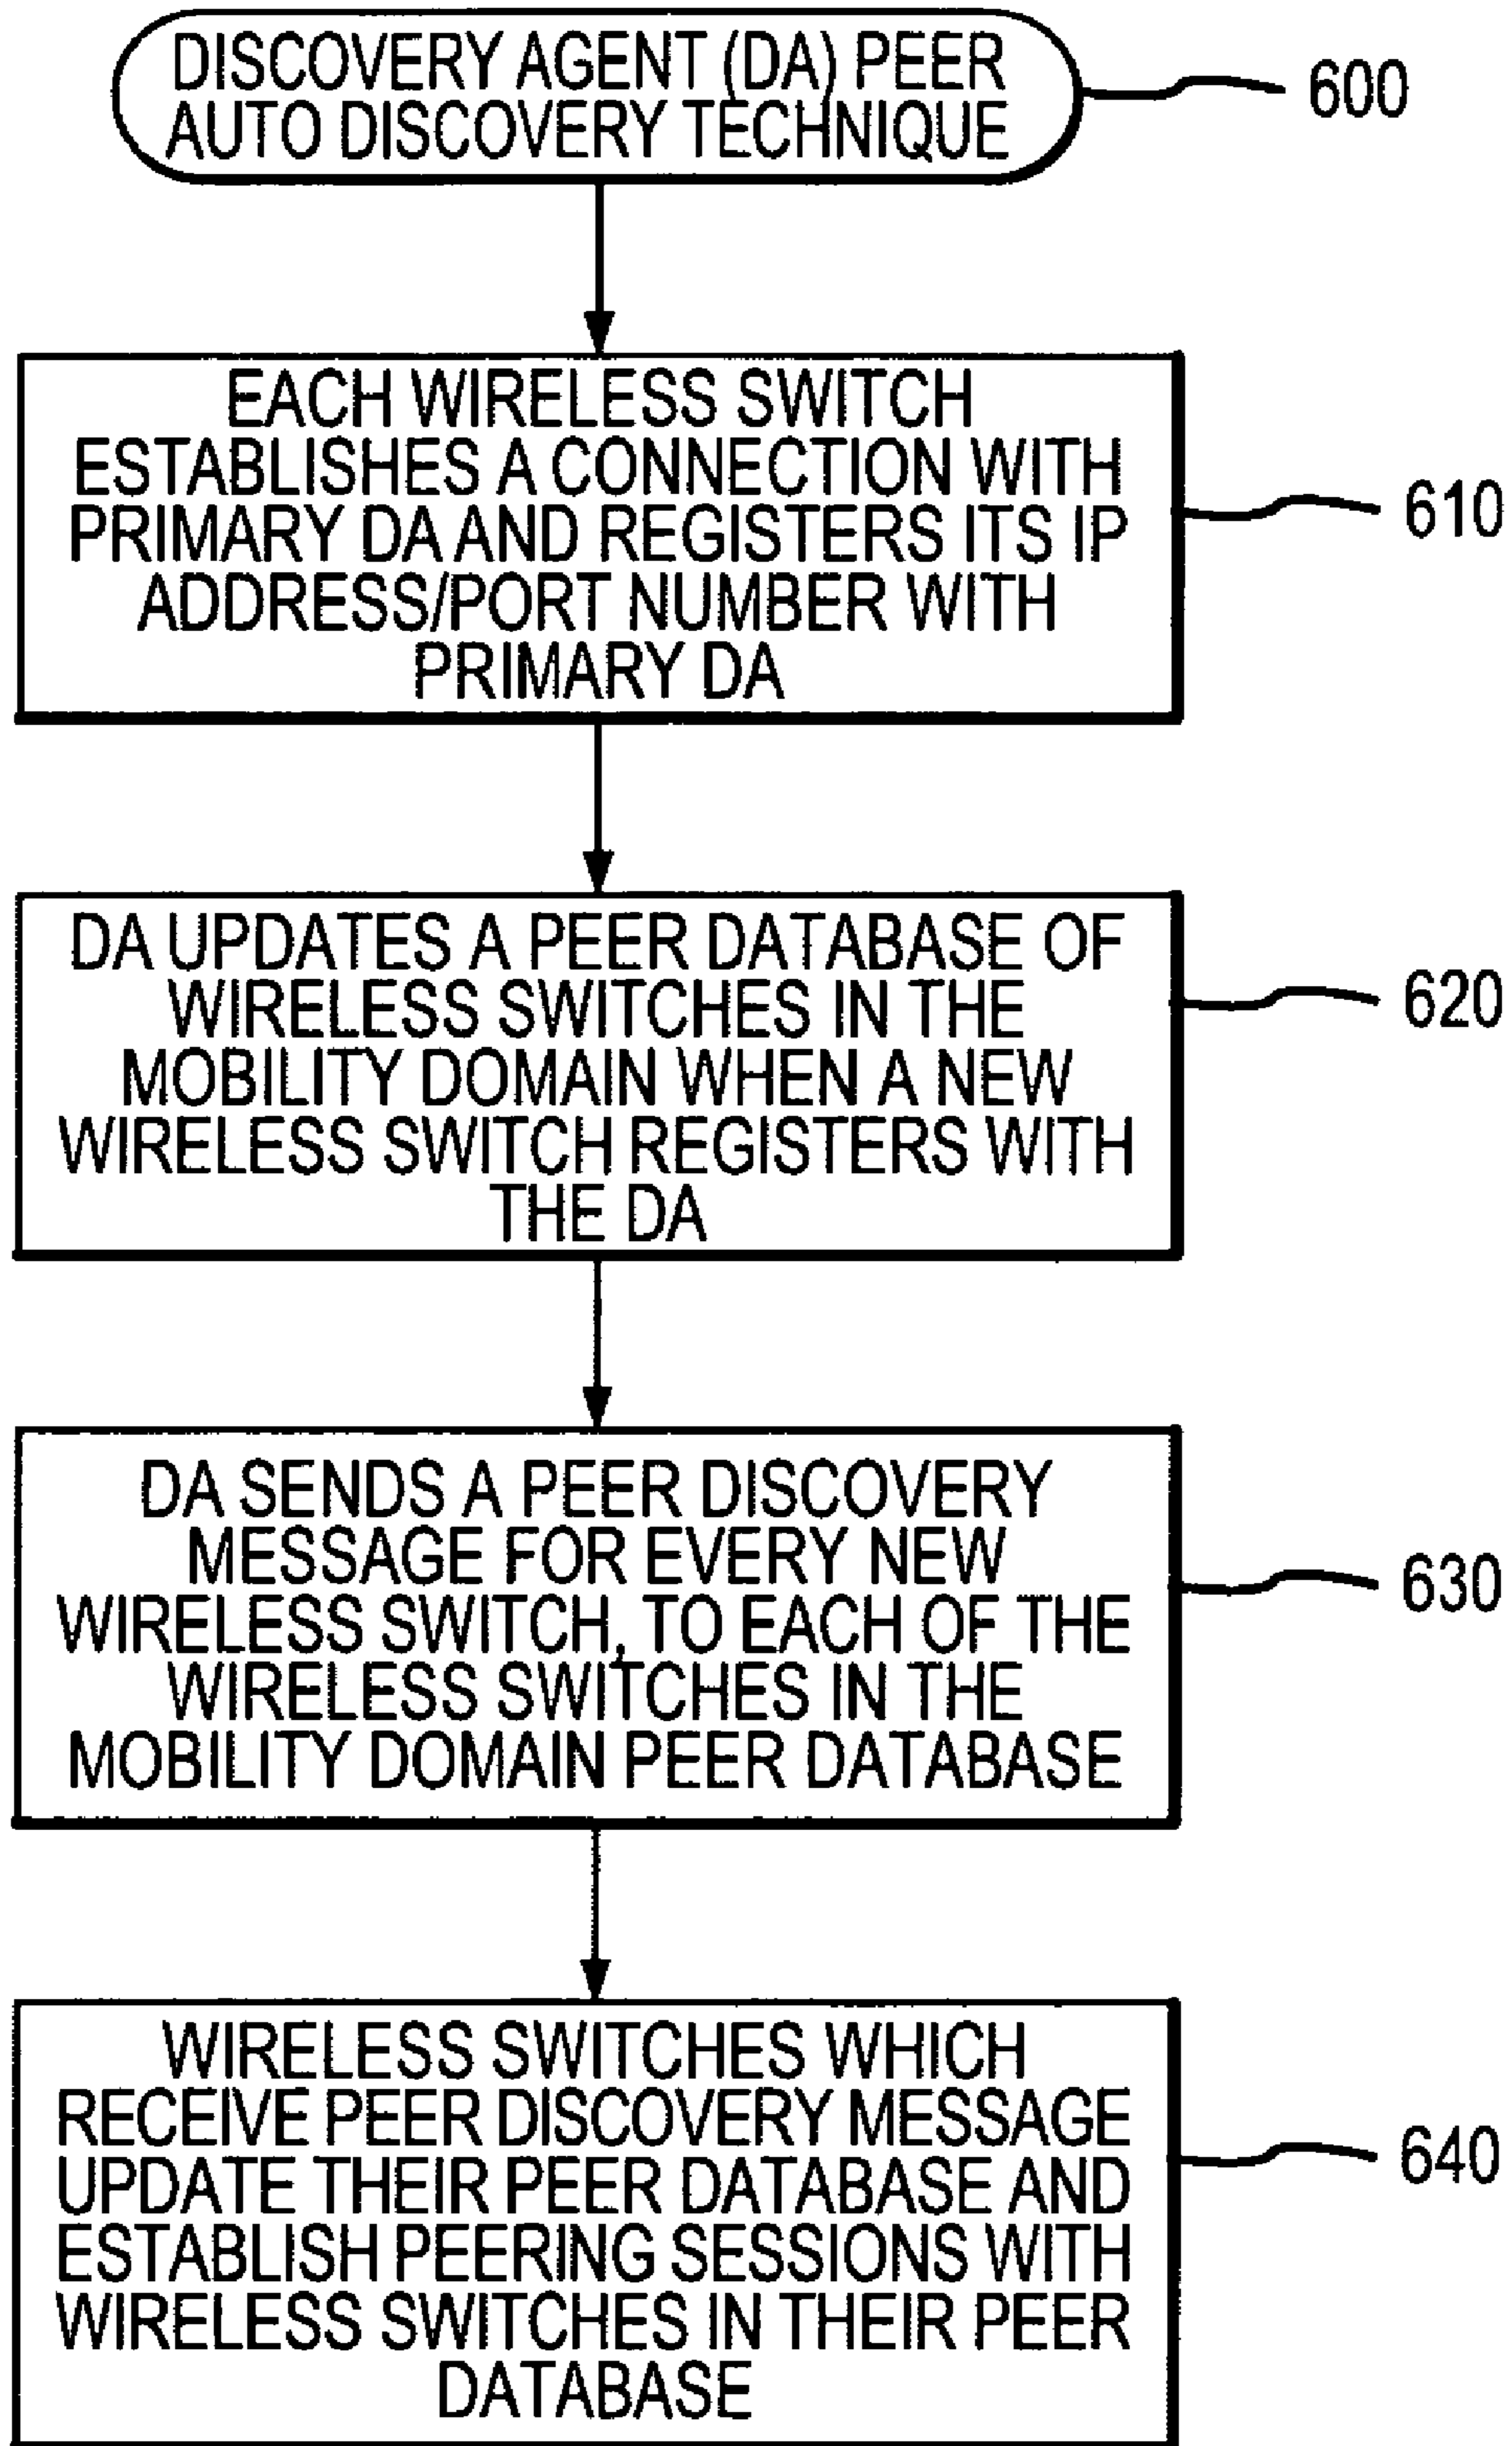 DISCOVERY AGENT (DA) PEER
AUTO DISCOVERY TECHNIQUE
600
EACH WIRELESS SWITCH
ESTABLISHES A CONNECTION WITH
PRIMARY DA AND REGISTERS ITS IP
ADDRESS/PORT NUMBER WITH
PRIMARY DA
610
DA UPDATES A PEER DATABASE OF
WIRELESS SWITCHES IN THE
MOBILITY DOMAIN WHEN A NEW
WIRELESS SWITCH REGISTERS WITH
THE DA
620
DA SENDS A PEER DISCOVERY
MESSAGE FOR EVERY NEW
WIRELESS SWITCH, TO EACH OF THE
WIRELESS SWITCHES IN THE
MOBILITY DOMAIN PEER DATABASE
630
WIRELESS SWITCHES WHICH
RECEIVE PEER DISCOVERY MESSAGE
UPDATE THEIR PEER DATABASE AND
ESTABLISH PEERING SESSIONS WITH
WIRELESS SWITCHES IN THEIR PEER
DATABASE
640